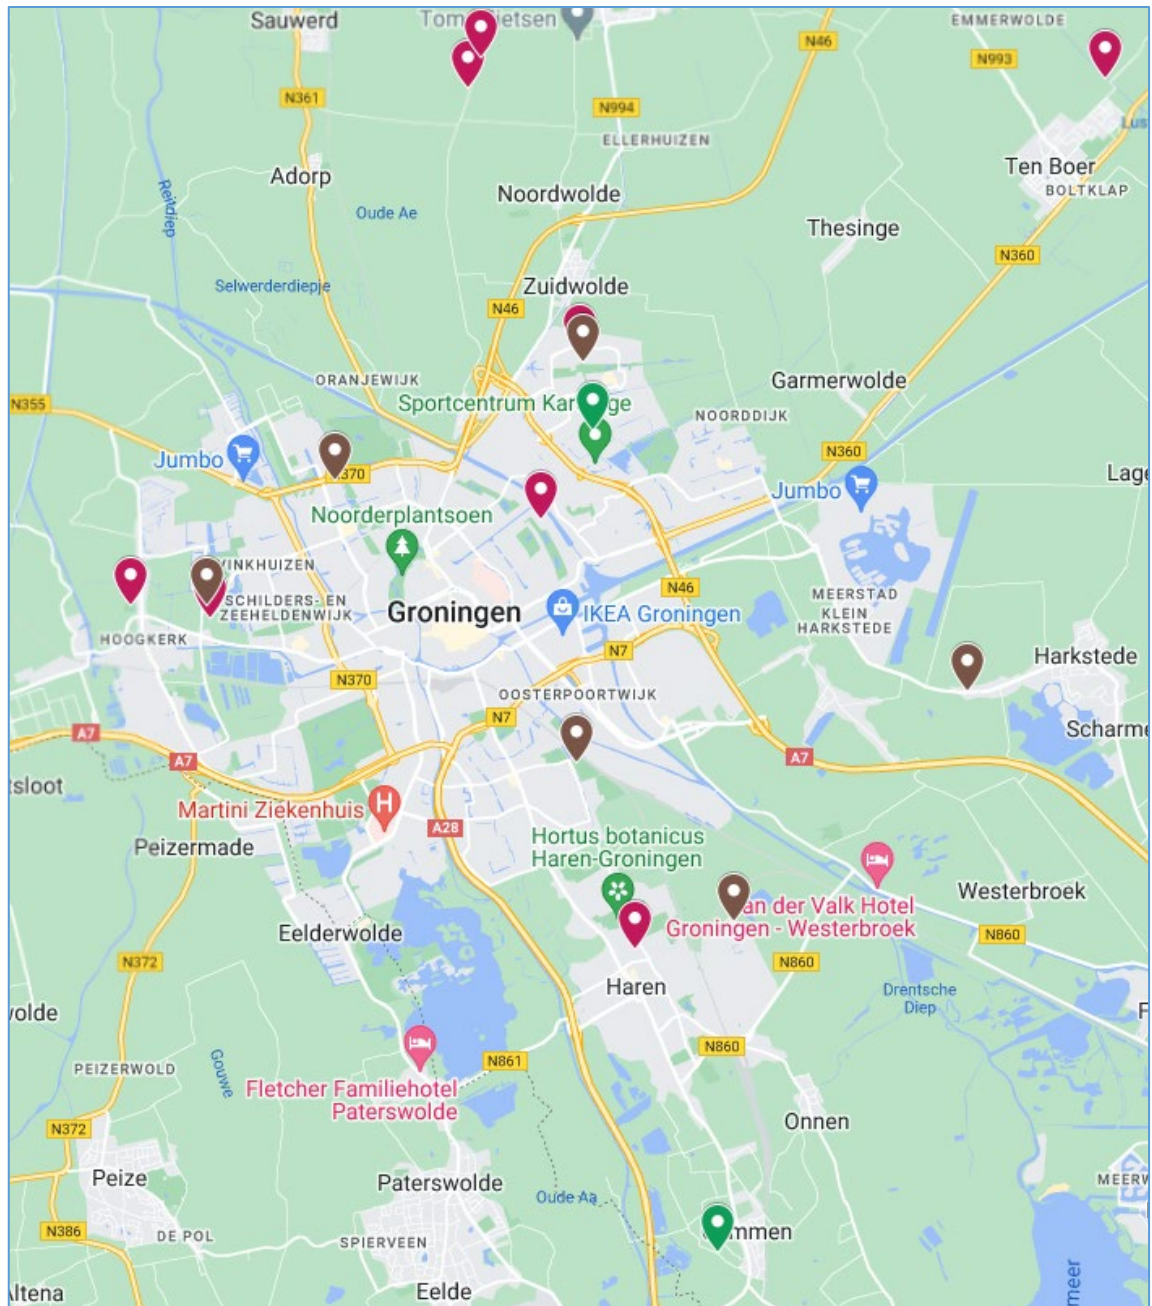 Sauwerd
EMMERWOLDE
N46
N993
N361
N994
ELLERHUIZEN
Ten Boer
Adorp
BOLTKLAP
Noordwolde
Reitdiep
Oude Ae
Thesinge
N360
Selwerderdiepje
Zuidwolde
N46
ORANJEWIJK
Garmerwolde
N355
Sportcentrum Kar ge
NOORDDIJK
N360
Jumbo
N370
Lage
Jumbo
Noorderplantsoen
VINKHUIZEN
N46
MEERSTAD
SCHILDERS- EN
ZEEHELDENWIJK
Groningen
IKEA Groningen
KLEIN
HARKSTEDE
HOOGKERK
N7
Harkstede
N370
OOSTERPOORTWIJK
N7
A7
Scharme
A7
A7
tsloot
Martini Ziekenhuis
A28
Peizermade
Hortus botanicus
Haren-Groningen
Westerbroek
an der Valk Hotel
Groningen - Westerbroek
Eelderwolde
N860
N372
N860
Haren
Drentsche
Diep
wolde
N860
N861
PEIZERWOLD
Gouwe
Fletcher Familiehotel
Paterswolde
Onnen
N372
Peize
Paterswolde
MEERW
Oude Aa
N386
DE POL
SPIERVEEN
mmen
Altena
Eelde
meer